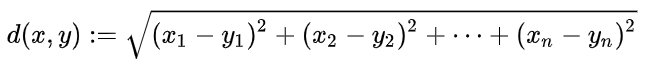 d(x, y) := √((x₁ − y₁)² + (x₂ − y₂)² + ⋯ + (xₙ − yₙ)²)